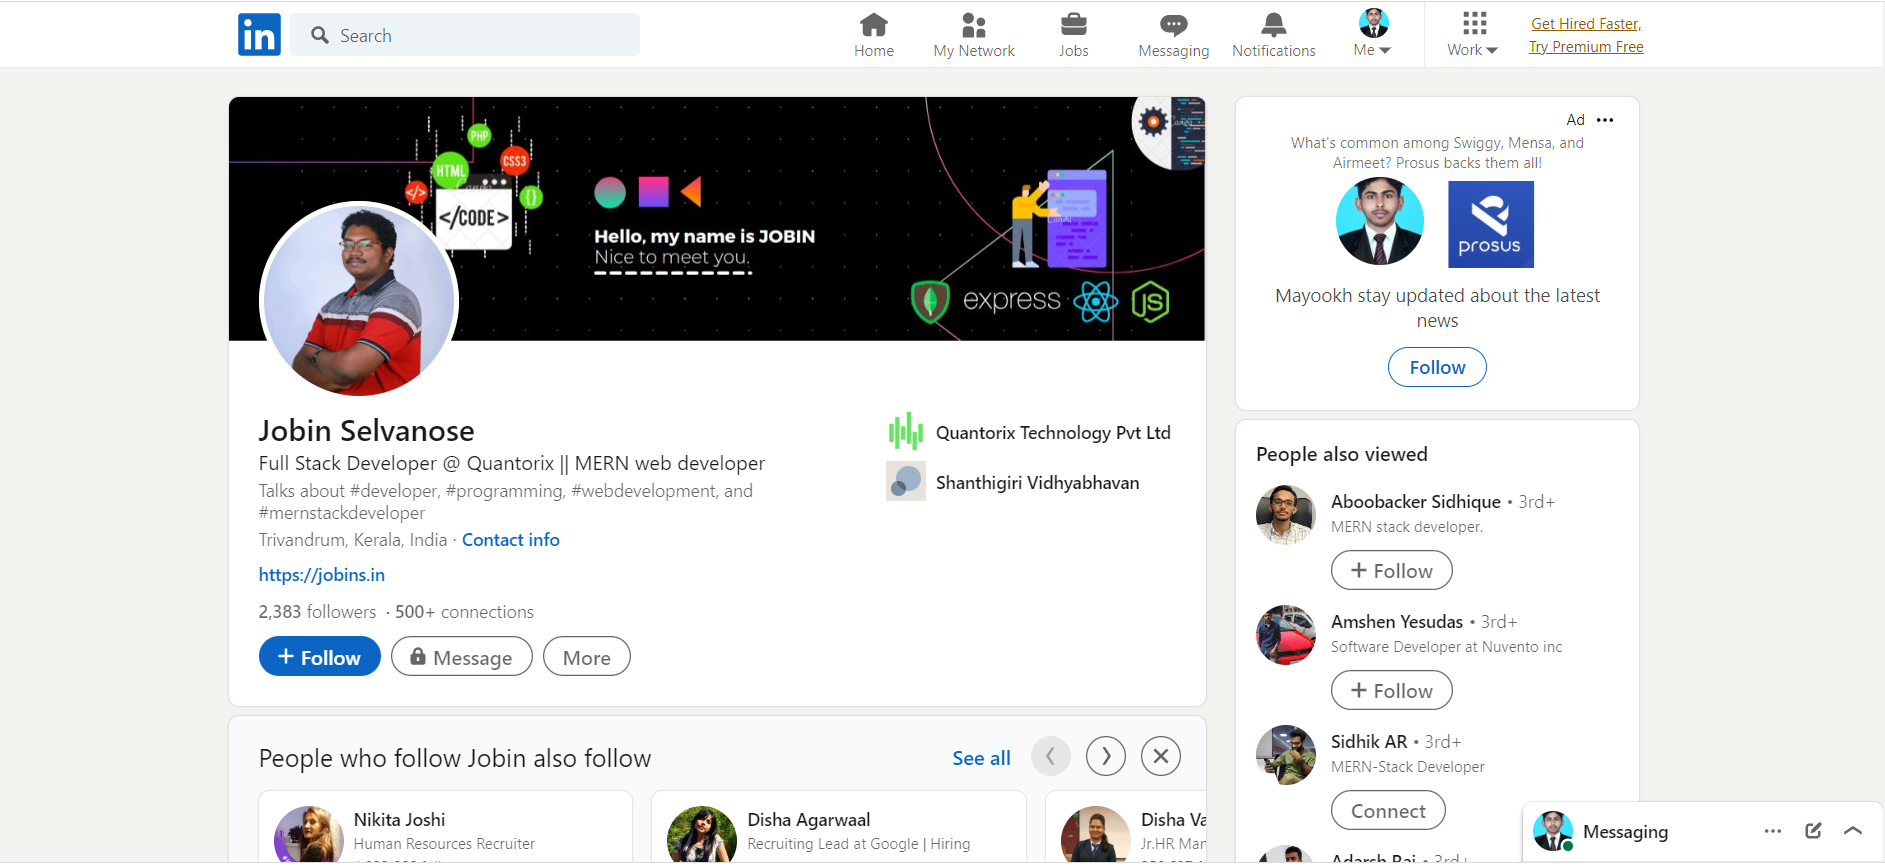 in
Search
Home
My Network
Jobs
Messaging
Notifications
Me
Work
Get Hired Faster,
Try Premium Free
PHP
HTML
CSS3
</>
{}
</CODE>
Hello, my name is JOBIN
Nice to meet you.
express
JS
Jobin Selvanose
Full Stack Developer @ Quantorix || MERN web developer
Talks about #developer, #programming, #webdevelopment, and
#mernstackdeveloper
Trivandrum, Kerala, India · Contact info
https://jobins.in
2,383 followers · 500+ connections
+ Follow
Message
More
Quantorix Technology Pvt Ltd
Shanthigiri Vidhyabhavan
People who follow Jobin also follow
See all
Nikita Joshi
Human Resources Recruiter
Disha Agarwaal
Recruiting Lead at Google | Hiring
Disha
Jr.HR
Ad
What's common among Swiggy, Mensa, and
Airmeet? Prosus backs them all!
prosus
Mayookh stay updated about the latest
news
Follow
People also viewed
Aboobacker Sidhique • 3rd+
MERN stack developer.
+ Follow
Amshen Yesudas • 3rd+
Software Developer at Nuvento inc
+ Follow
Sidhik AR • 3rd+
MERN-Stack Developer
Connect
Messaging